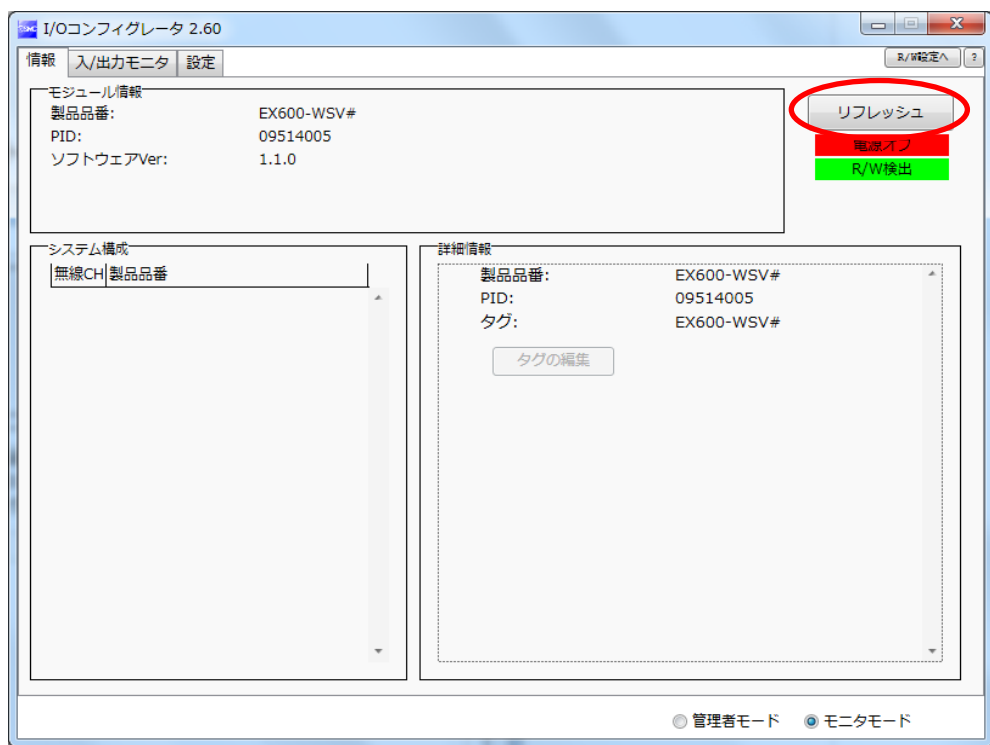 I/Oコンフィグレータ 2.60
情報 入/出力モニタ 設定 R/W設定へ ?
モジュール情報
製品品番: EX600-WSV#
PID: 09514005
ソフトウェアVer: 1.1.0
リフレッシュ
電源オフ
R/W検出
システム構成
無線CH 製品品番
詳細情報
製品品番: EX600-WSV#
PID: 09514005
タグ: EX600-WSV#
タグの編集
管理者モード モニタモード